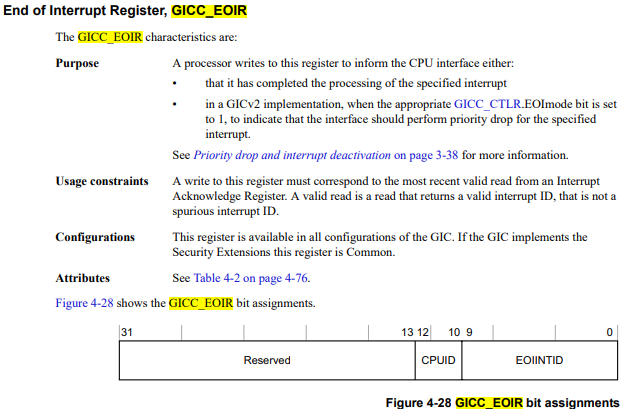 End of Interrupt Register, GICC_EOIR
The GICC_EOIR characteristics are:
Purpose A processor writes to this register to inform the CPU interface either:
• that it has completed the processing of the specified interrupt
• in a GICv2 implementation, when the appropriate GICC_CTLR.EOImode bit is set
to 1, to indicate that the interface should perform priority drop for the specified
interrupt.
See Priority drop and interrupt deactivation on page 3-38 for more information.
Usage constraints A write to this register must correspond to the most recent valid read from an Interrupt
Acknowledge Register. A valid read is a read that returns a valid interrupt ID, that is not a
spurious interrupt ID.
Configurations This register is available in all configurations of the GIC. If the GIC implements the
Security Extensions this register is Common.
Attributes See Table 4-2 on page 4-76.
Figure 4-28 shows the GICC_EOIR bit assignments.
31 13 12 10 9 0
Reserved CPUID EOIINTID
Figure 4-28 GICC_EOIR bit assignments